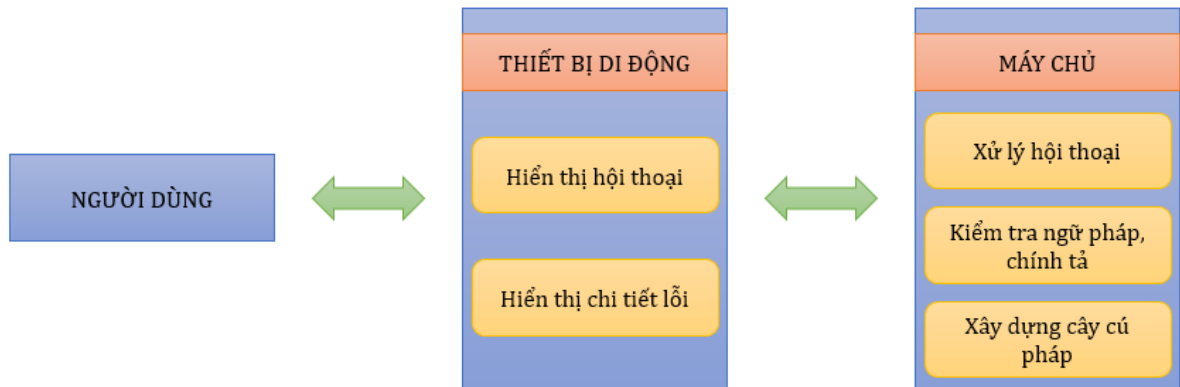 THIẾT BỊ DI ĐỘNG
MÁY CHỦ
NGƯỜI DÙNG
Hiển thị hội thoại
Hiển thị chi tiết lỗi
Xử lý hội thoại
Kiểm tra ngữ pháp,
chính tả
Xây dựng cây cú
pháp